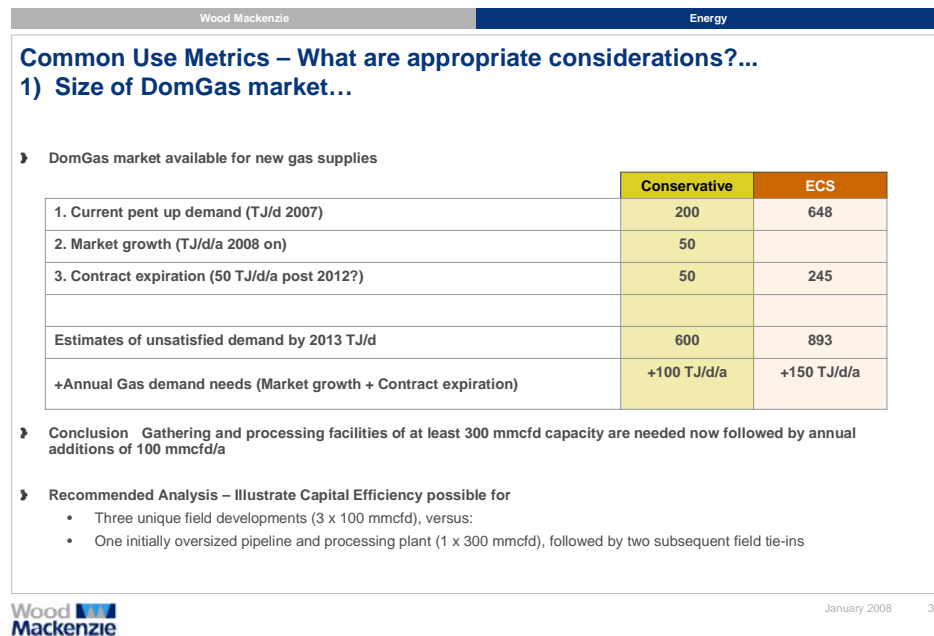 Wood Mackenzie
Energy
Common Use Metrics – What are appropriate considerations?...
1) Size of DomGas market…
DomGas market available for new gas supplies
Conservative ECS
1. Current pent up demand (TJ/d 2007) 200 648
2. Market growth (TJ/d/a 2008 on) 50
3. Contract expiration (50 TJ/d/a post 2012?) 50 245
Estimates of unsatisfied demand by 2013 TJ/d 600 893
+Annual Gas demand needs (Market growth + Contract expiration) +100 TJ/d/a +150 TJ/d/a
Conclusion Gathering and processing facilities of at least 300 mmcfd capacity are needed now followed by annual
additions of 100 mmcfd/a
Recommended Analysis – Illustrate Capital Efficiency possible for
• Three unique field developments (3 x 100 mmcfd), versus:
• One initially oversized pipeline and processing plant (1 x 300 mmcfd), followed by two subsequent field tie-ins
Wood
Mackenzie
January 2008 3